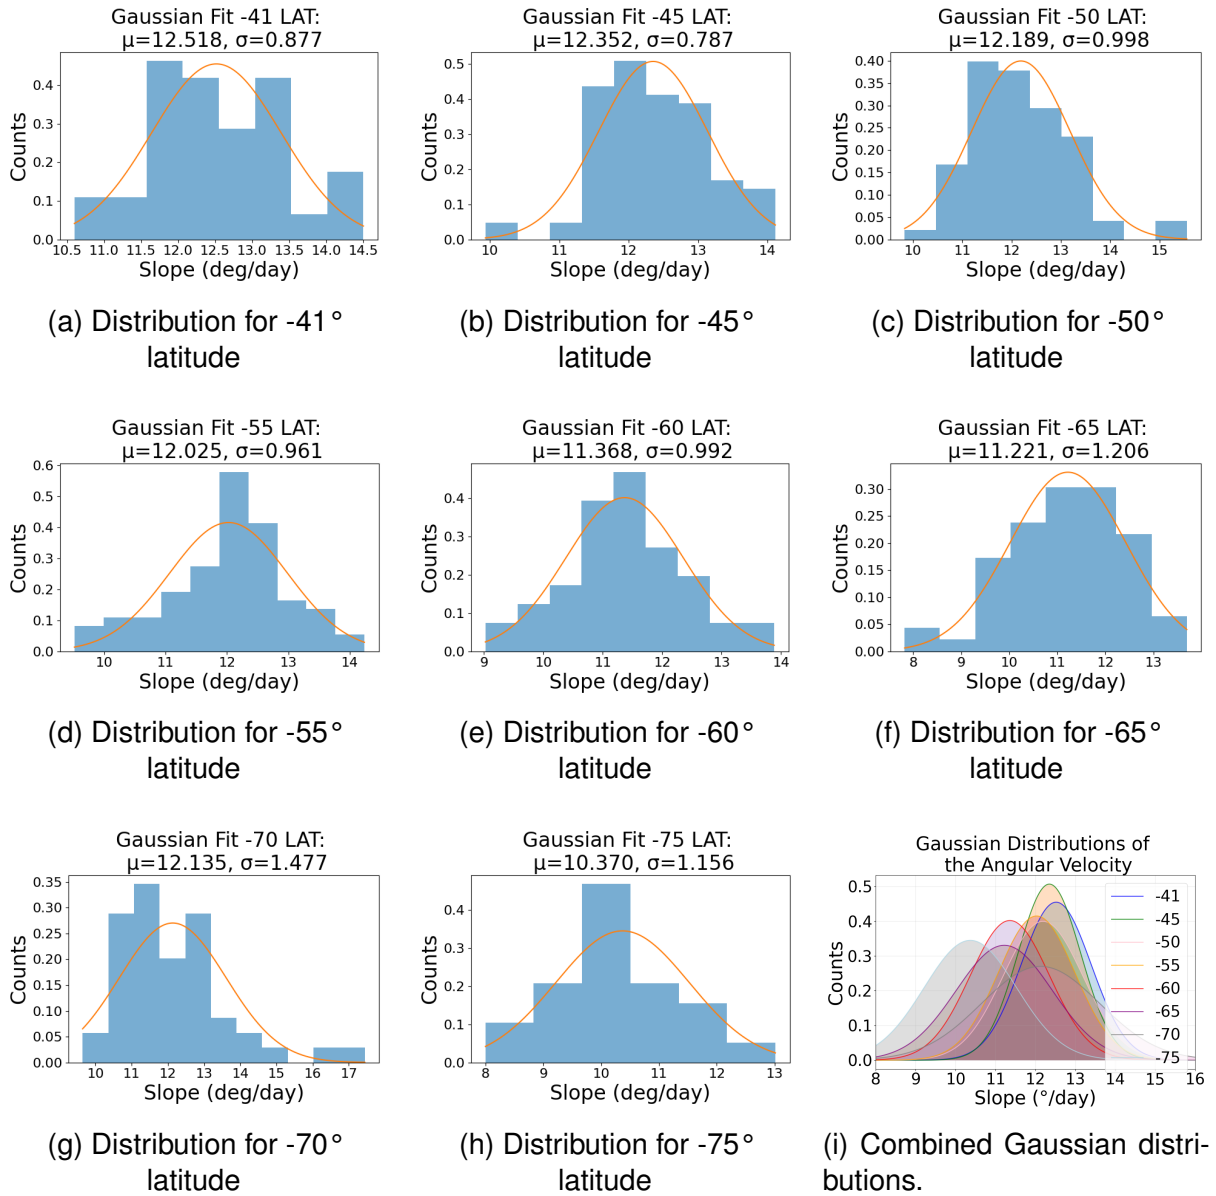 Gaussian Fit -41 LAT:
μ=12.518, σ=0.877
Counts
0.4
0.3
0.2
0.1
0.0
10.5 11.0 11.5 12.0 12.5 13.0 13.5 14.0 14.5
Slope (deg/day)
(a) Distribution for -41°
latitude
Gaussian Fit -45 LAT:
μ=12.352, σ=0.787
Counts
0.5
0.4
0.3
0.2
0.1
0.0
10 11 12 13 14
Slope (deg/day)
(b) Distribution for -45°
latitude
Gaussian Fit -50 LAT:
μ=12.189, σ=0.998
Counts
0.40
0.35
0.30
0.25
0.20
0.15
0.10
0.05
0.00
10 11 12 13 14 15
Slope (deg/day)
(c) Distribution for -50°
latitude
Gaussian Fit -55 LAT:
μ=12.025, σ=0.961
Counts
0.6
0.5
0.4
0.3
0.2
0.1
0.0
10 11 12 13 14
Slope (deg/day)
(d) Distribution for -55°
latitude
Gaussian Fit -60 LAT:
μ=11.368, σ=0.992
Counts
0.4
0.3
0.2
0.1
0.0
9 10 11 12 13 14
Slope (deg/day)
(e) Distribution for -60°
latitude
Gaussian Fit -65 LAT:
μ=11.221, σ=1.206
Counts
0.30
0.25
0.20
0.15
0.10
0.05
0.00
8 9 10 11 12 13
Slope (deg/day)
(f) Distribution for -65°
latitude
Gaussian Fit -70 LAT:
μ=12.135, σ=1.477
Counts
0.35
0.30
0.25
0.20
0.15
0.10
0.05
0.00
10 11 12 13 14 15 16 17
Slope (deg/day)
(g) Distribution for -70°
latitude
Gaussian Fit -75 LAT:
μ=10.370, σ=1.156
Counts
0.4
0.3
0.2
0.1
0.0
8 9 10 11 12 13
Slope (deg/day)
(h) Distribution for -75°
latitude
Gaussian Distributions of
the Angular Velocity
Counts
0.5
0.4
0.3
0.2
0.1
0.0
8 9 10 11 12 13 14 15 16
Slope (°/day)
-41
-45
-50
-55
-60
-65
-70
-75
(i) Combined Gaussian distri-
butions.